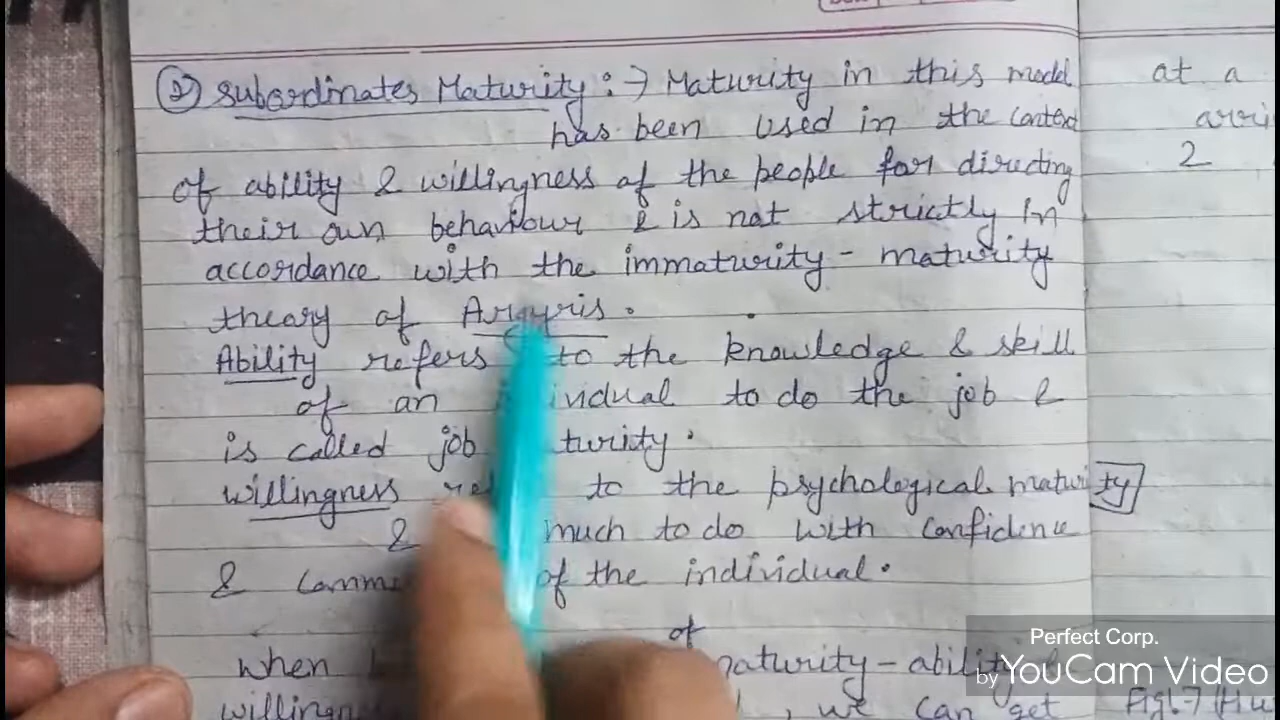 ② Subordinates Maturity :→ Maturity in this model
has been used in the context
of ability & willingness of the people for directing
their own behaviour & is not strictly in
accordance with the immaturity - maturity
theory of Argyris.
Ability refers to the knowledge & skill
of an to do the job &
is called job
willingness to the psychological maturity
& much to do with confidence
& of the individual.
of
when maturity - ability
, we can get
at a
2
Perfect Corp.
by YouCam Video